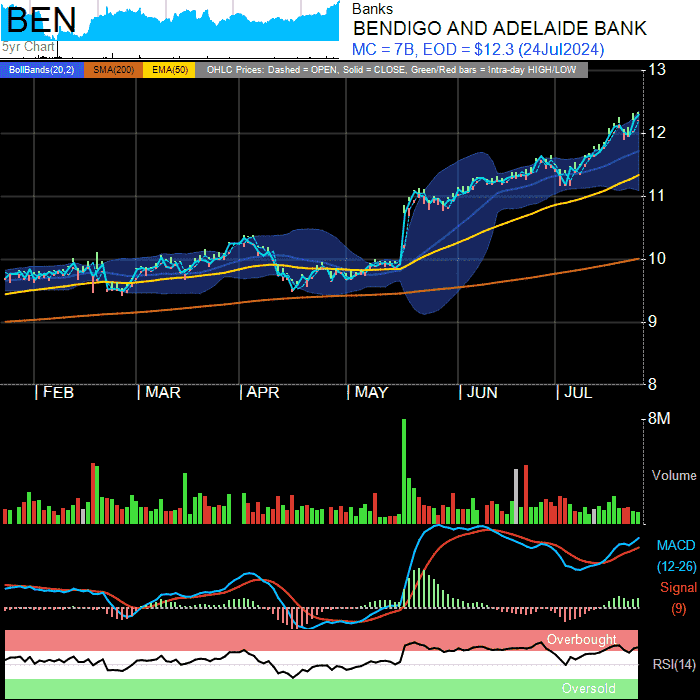 BEN
Banks
BENDIGO AND ADELAIDE BANK
5yr Chart
MC = 7B, EOD = $12.3 (24Jul2024)
BollBands(20,2) SMA(200) EMA(50) OHLC Prices: Dashed = OPEN, Solid = CLOSE, Green/Red bars = Intra-day HIGH/LOW
13
12
11
10
9
8
FEB MAR APR MAY JUN JUL
8M
Volume
MACD
(12-26)
Signal
(9)
Overbought
RSI(14)
Oversold